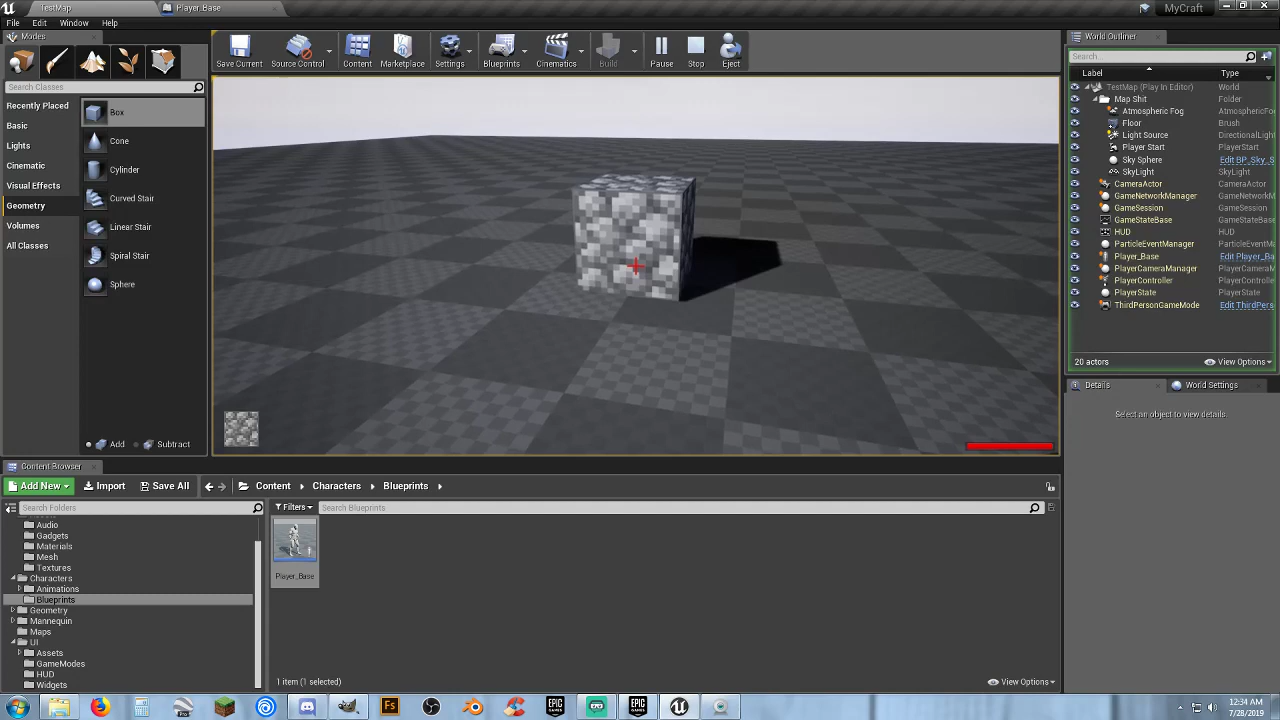 TestMap
Player_Base
MyCraft
File Edit Window Help
Modes
Search Classes
Recently Placed
Basic
Lights
Cinematic
Visual Effects
Geometry
Volumes
All Classes
Box
Cone
Cylinder
Curved Stair
Linear Stair
Spiral Stair
Sphere
Add Subtract
Save Current
Source Control
Content
Marketplace
Settings
Blueprints
Cinematics
Build
Pause
Stop
Eject
World Outliner
Search...
Label Type
TestMap (Play In Editor) World
Map Shit Folder
Atmospheric Fog AtmosphericFo
Floor Brush
Light Source DirectionalLigh
Player Start PlayerStart
Sky Sphere Edit BP_Sky_S
SkyLight SkyLight
CameraActor CameraActor
GameNetworkManager GameNetwork
GameSession GameSession
GameStateBase GameStateBase
HUD HUD
ParticleEventManager ParticleEvent
Player_Base Edit Player_Ba
PlayerCameraManager PlayerCameraM
PlayerController PlayerControlle
PlayerState PlayerState
ThirdPersonGameMode Edit ThirdPers
20 actors View Options
Details World Settings
Select an object to view details.
Content Browser
Add New Import Save All Content Characters Blueprints
Search Folders
Filters Search Blueprints
Audio
Gadgets
Materials
Mesh
Textures
Characters
Animations
Blueprints
Geometry
Mannequin
Maps
UI
Assets
GameModes
HUD
Widgets
Player_Base
1 item (1 selected) View Options
Pro
Fs
EPIC GAMES
EPIC GAMES
12:34 AM
7/28/2019